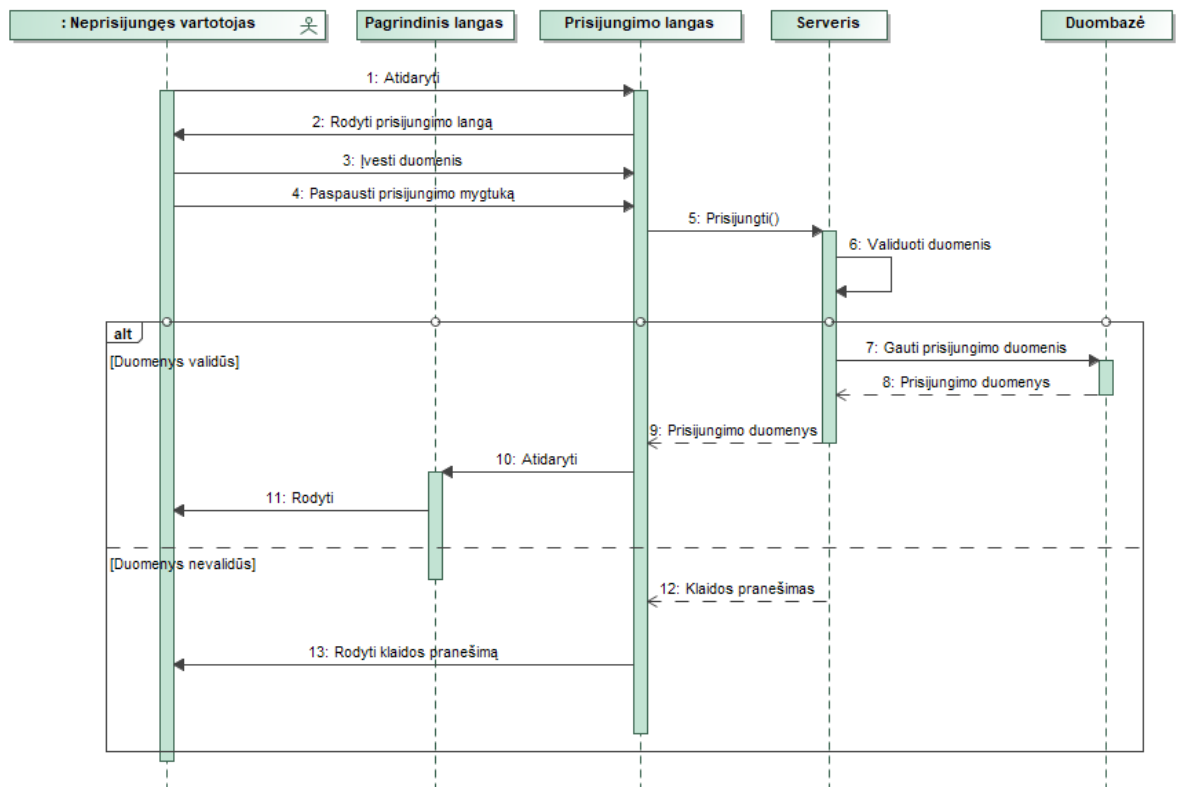 : Neprisijungęs vartotojas
Pagrindinis langas
Prisijungimo langas
Serveris
Duombazė
1: Atidaryti
2: Rodyti prisijungimo langą
3: Įvesti duomenis
4: Paspausti prisijungimo mygtuką
5: Prisijungti()
6: Validuoti duomenis
alt
[Duomenys validūs]
7: Gauti prisijungimo duomenis
8: Prisijungimo duomenys
9: Prisijungimo duomenys
10: Atidaryti
11: Rodyti
[Duomenys nevalidūs]
12: Klaidos pranešimas
13: Rodyti klaidos pranešimą